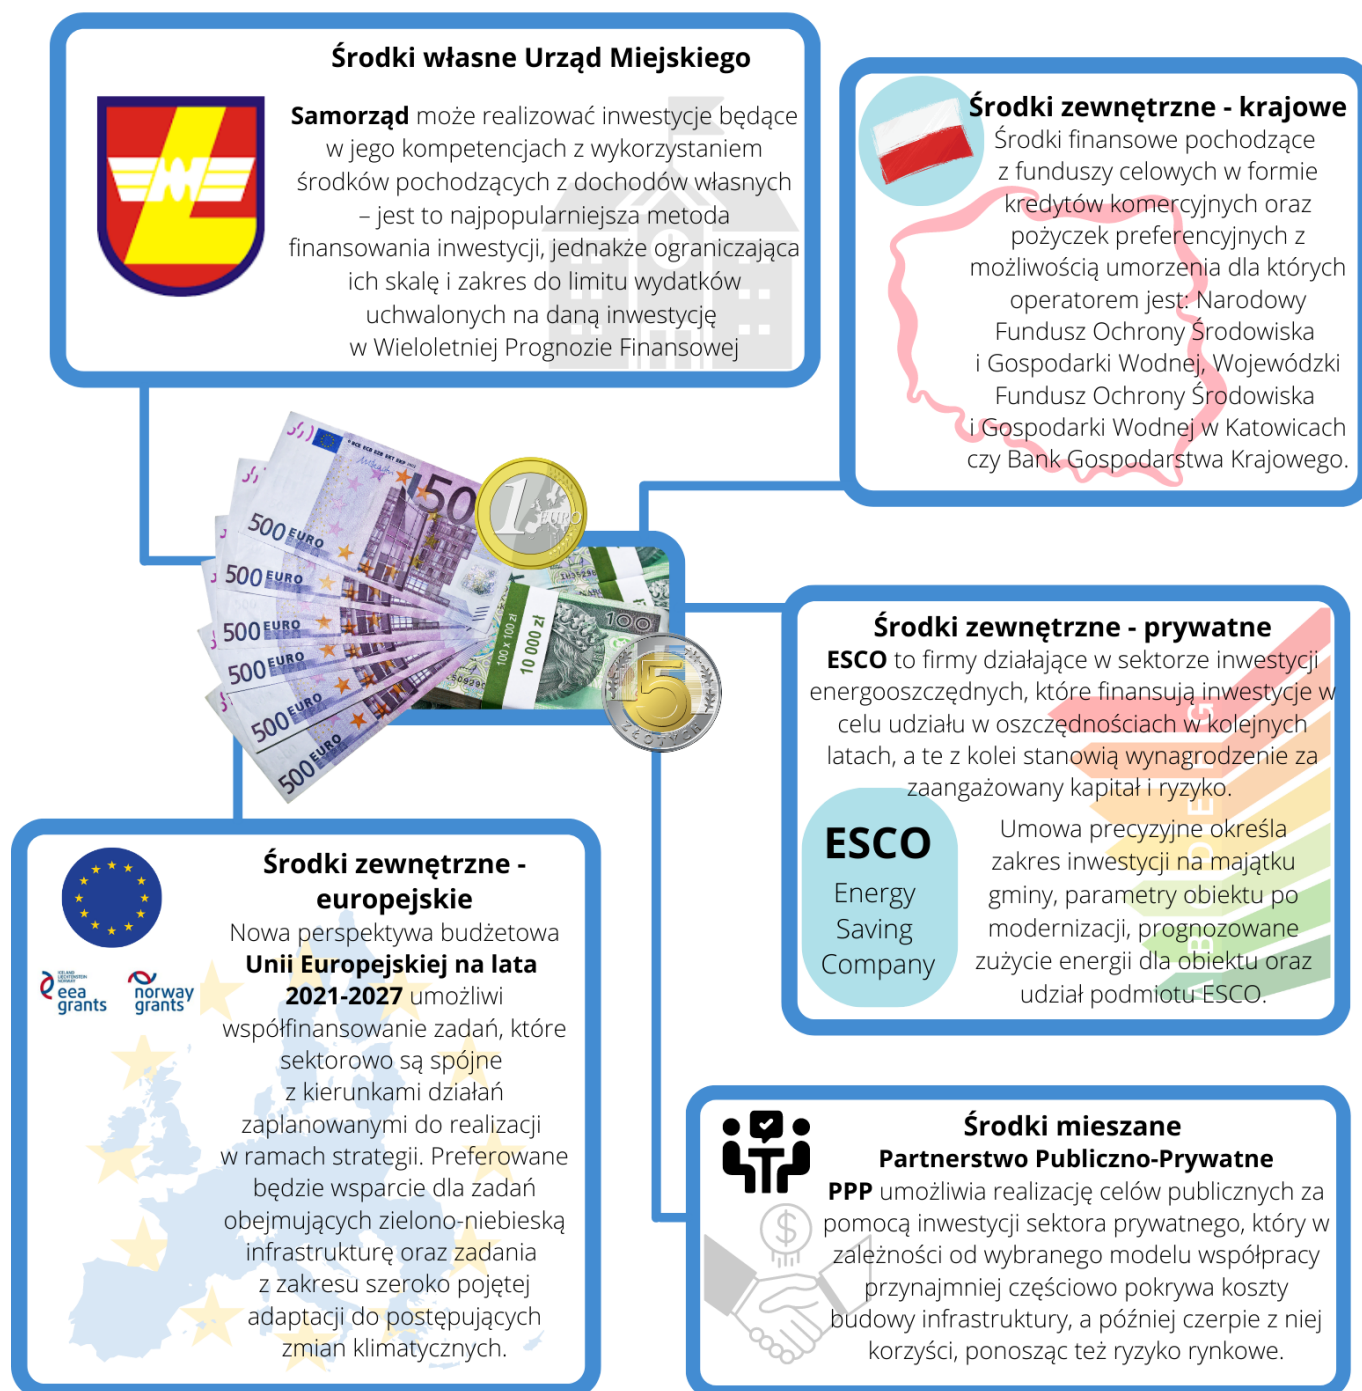 Środki własne Urząd Miejskiego
Samorząd może realizować inwestycje będące
w jego kompetencjach z wykorzystaniem
środków pochodzących z dochodów własnych
– jest to najpopularniejsza metoda
finansowania inwestycji, jednakże ograniczająca
ich skalę i zakres do limitu wydatków
uchwalonych na daną inwestycję
w Wieloletniej Prognozie Finansowej
Środki zewnętrzne - krajowe
Środki finansowe pochodzące
z funduszy celowych w formie
kredytów komercyjnych oraz
pożyczek preferencyjnych z
możliwością umorzenia dla których
operatorem jest: Narodowy
Fundusz Ochrony Środowiska
i Gospodarki Wodnej, Wojewódzki
Fundusz Ochrony Środowiska
i Gospodarki Wodnej w Katowicach
czy Bank Gospodarstwa Krajowego.
500 EURO
500 EURO
500 EURO
500 EURO
500 EURO
500 EURO
1 EURO
100 x 100 zł
10 000 zł
100
5
ZŁOTYCH
Środki zewnętrzne - prywatne
ESCO to firmy działające w sektorze inwestycji
energooszczędnych, które finansują inwestycje w
celu udziału w oszczędnościach w kolejnych
latach, a te z kolei stanowią wynagrodzenie za
zaangażowany kapitał i ryzyko.
ESCO
Energy
Saving
Company
Umowa precyzyjne określa
zakres inwestycji na majątku
gminy, parametry obiektu po
modernizacji, prognozowane
zużycie energii dla obiektu oraz
udział podmiotu ESCO.
A B C D E F G
Środki zewnętrzne -
europejskie
eea
grants
norway
grants
Nowa perspektywa budżetowa
Unii Europejskiej na lata
2021-2027 umożliwi
współfinansowanie zadań, które
sektorowo są spójne
z kierunkami działań
zaplanowanymi do realizacji
w ramach strategii. Preferowane
będzie wsparcie dla zadań
obejmujących zielono-niebieską
infrastrukturę oraz zadania
z zakresu szeroko pojętej
adaptacji do postępujących
zmian klimatycznych.
Środki mieszane
Partnerstwo Publiczno-Prywatne
PPP umożliwia realizację celów publicznych za
pomocą inwestycji sektora prywatnego, który w
zależności od wybranego modelu współpracy
przynajmniej częściowo pokrywa koszty
budowy infrastruktury, a później czerpie z niej
korzyści, ponosząc też ryzyko rynkowe.